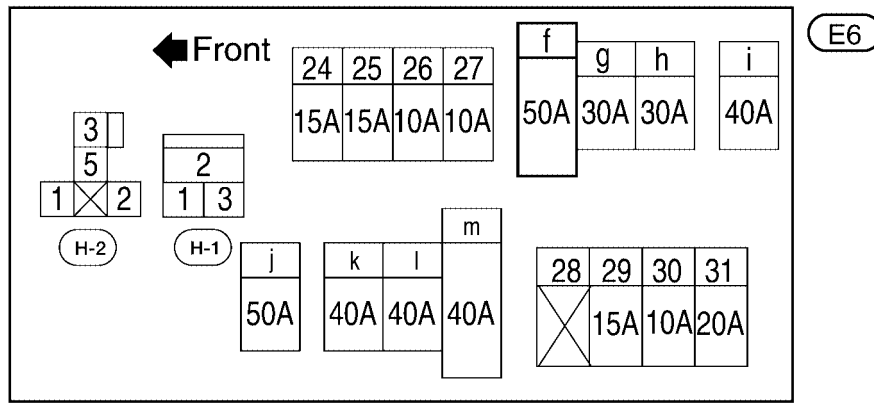 E6
Front
f
24 25 26 27 g h i
15A 15A 10A 10A 50A 30A 30A 40A
3
5 2
1 2 1 3
H-2 H-1
m
j k l 28 29 30 31
50A 40A 40A 40A 15A 10A 20A